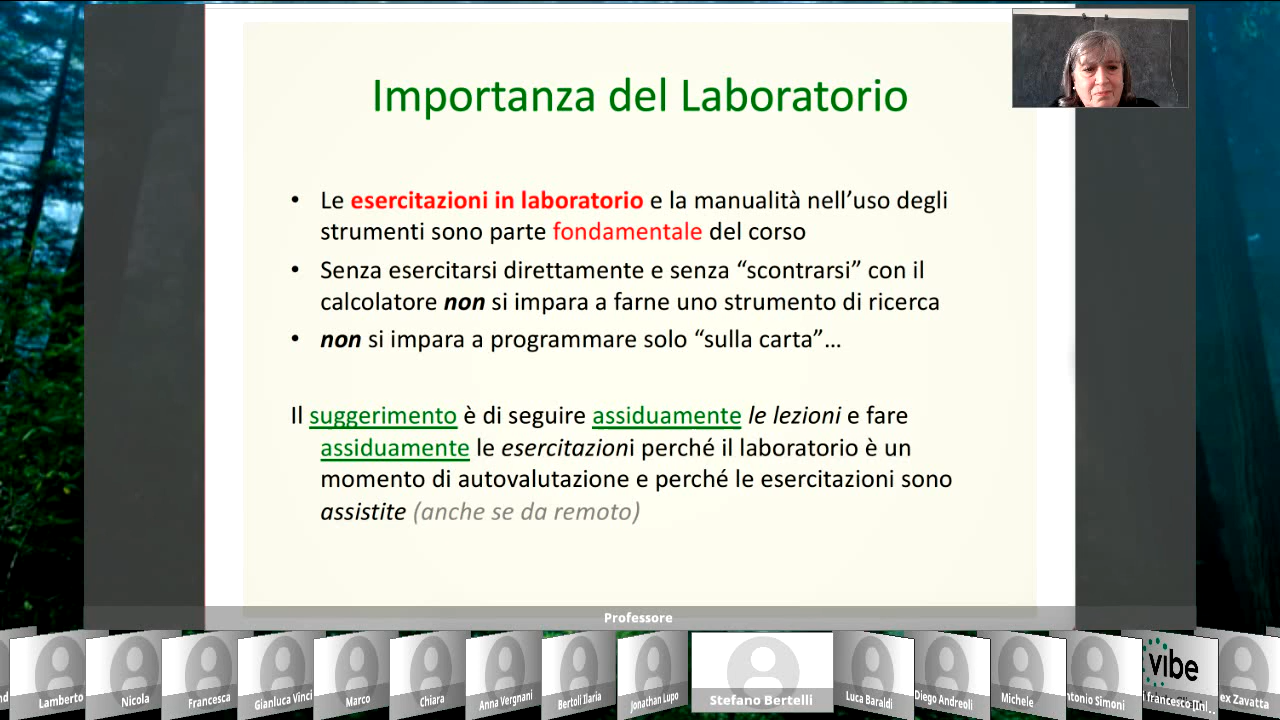 Importanza del Laboratorio
• Le esercitazioni in laboratorio e la manualità nell’uso degli
strumenti sono parte fondamentale del corso
• Senza esercitarsi direttamente e senza “scontrarsi” con il
calcolatore non si impara a farne uno strumento di ricerca
• non si impara a programmare solo “sulla carta”…
Il suggerimento è di seguire assiduamente le lezioni e fare
assiduamente le esercitazioni perché il laboratorio è un
momento di autovalutazione e perché le esercitazioni sono
assistite (anche se da remoto)
Professore
Lamberto
Nicola
Francesca
Gianluca Vinci
Marco
Chiara
Anna Vergnani
Bertoli Ilaria
Jonathan Lupo
Stefano Bertelli
Luca Baraldi
Diego Andreoli
Michele
ntonio Simoni
vibe
francesco
ex Zavatta